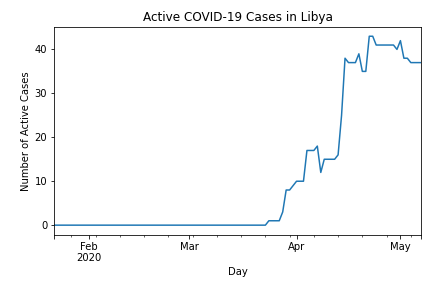 Active COVID-19 Cases in Libya
Number of Active Cases
40
30
20
10
0
Feb
2020
Mar
Apr
May
Day